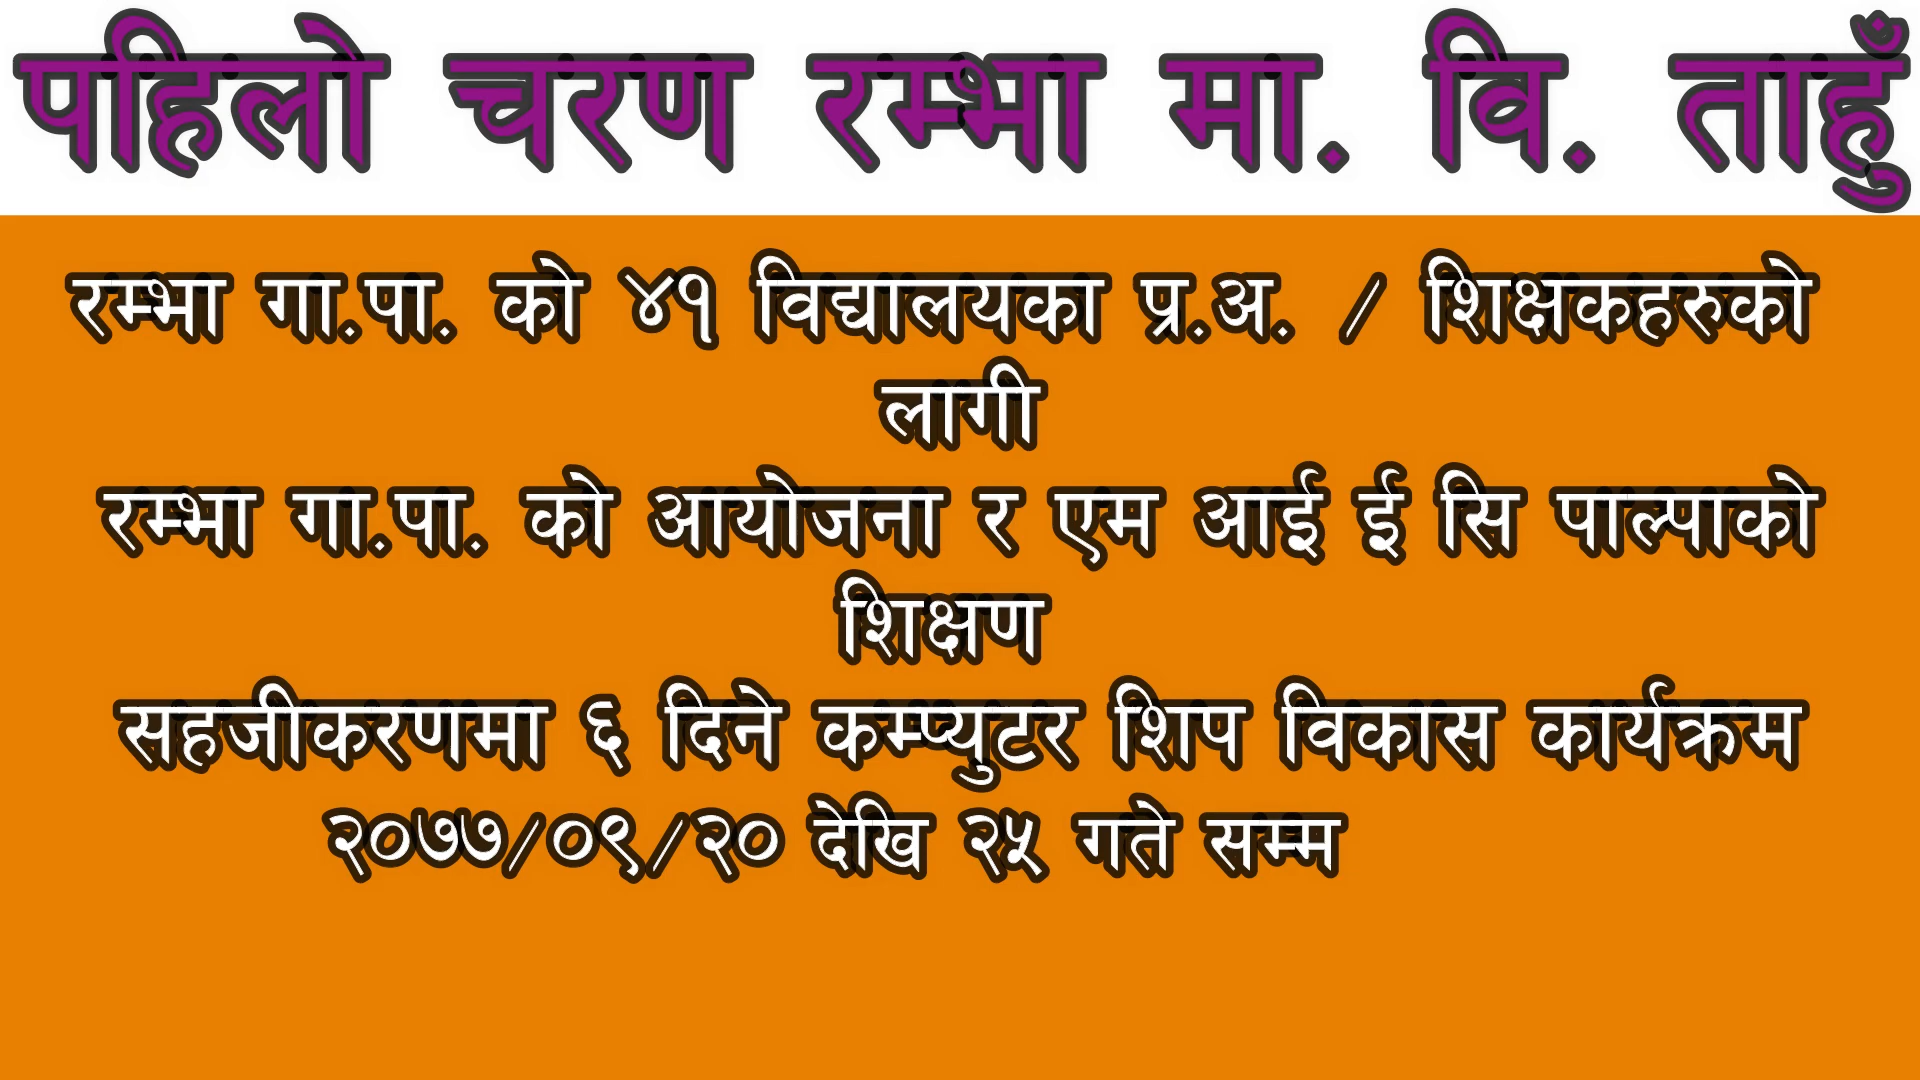 पहिलो चरण रम्भा मा. वि. ताहुँ
रम्भा गा.पा. को ४१ विद्यालयका प्र.अ. / शिक्षकहरुको
लागी
रम्भा गा.पा. को आयोजना र एम आई ई सि पाल्पाको
शिक्षण
सहजीकरणमा ६ दिने कम्प्युटर शिप विकास कार्यक्रम
२०७७/०९/२० देखि २५ गते सम्म